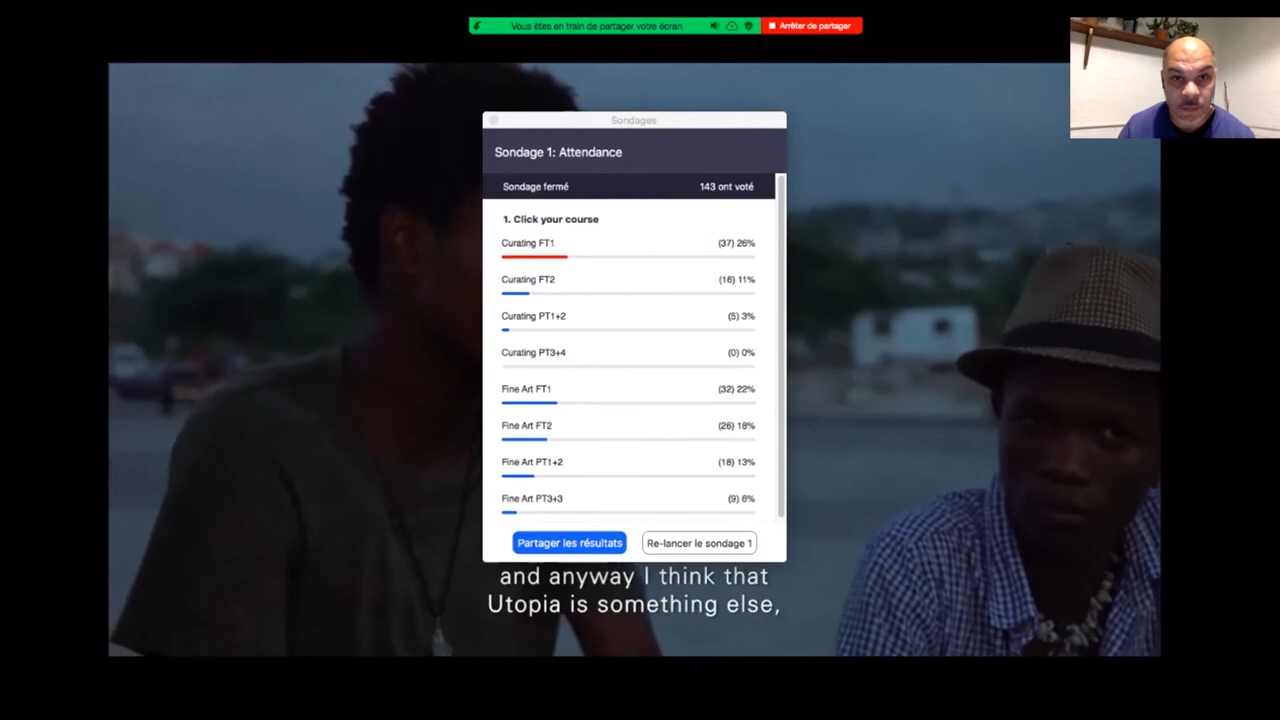 Vous êtes en train de partager votre écran
Arrêter de partager
Sondages
Sondage 1: Attendance
Sondage fermé 143 ont voté
1. Click your course
Curating FT1 (37) 26%
Curating FT2 (16) 11%
Curating PT1+2 (5) 3%
Curating PT3+4 (0) 0%
Fine Art FT1 (32) 22%
Fine Art FT2 (26) 18%
Fine Art PT1+2 (18) 13%
Fine Art PT3+3 (9) 6%
Partager les résultats Re-lancer le sondage 1
and anyway I think that
Utopia is something else,